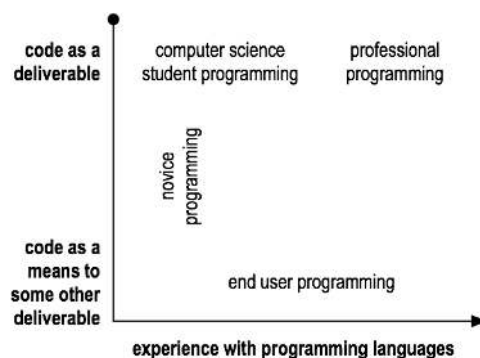 code as a
deliverable
computer science
student programming
professional
programming
novice
programming
code as a
means to
some other
deliverable
end user programming
experience with programming languages